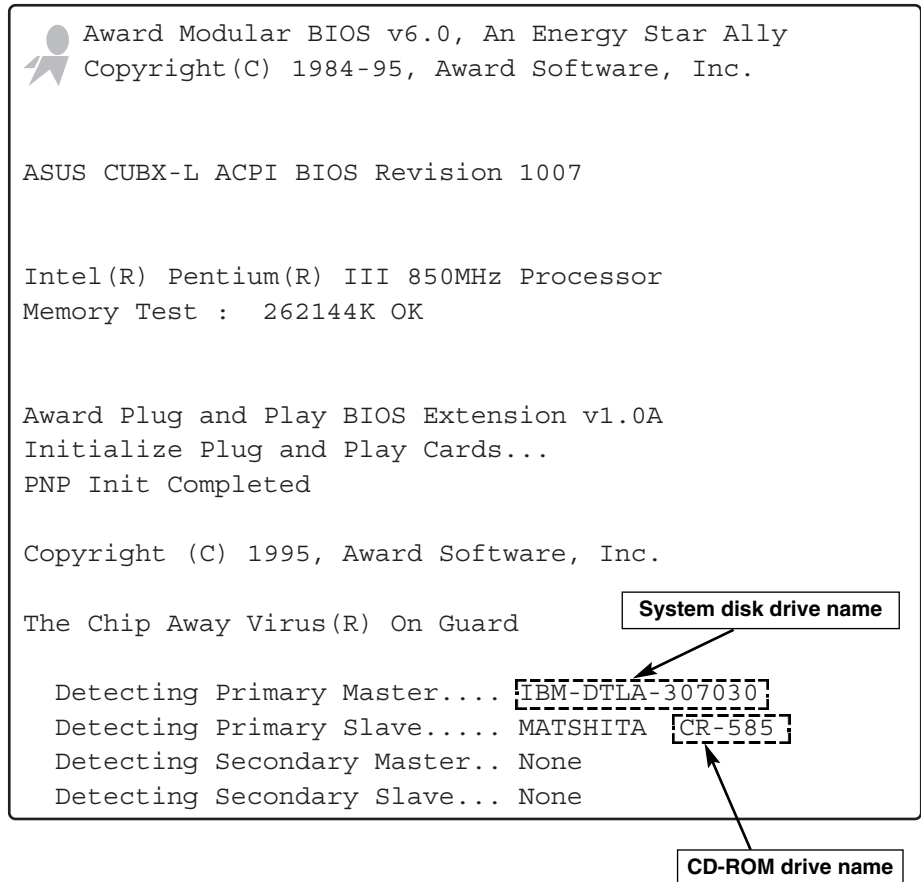 Award Modular BIOS v6.0, An Energy Star Ally
Copyright(C) 1984-95, Award Software, Inc.
ASUS CUBX-L ACPI BIOS Revision 1007
Intel(R) Pentium(R) III 850MHz Processor
Memory Test :  262144K OK
Award Plug and Play BIOS Extension v1.0A
Initialize Plug and Play Cards...
PNP Init Completed
Copyright (C) 1995, Award Software, Inc.
The Chip Away Virus(R) On Guard
System disk drive name
Detecting Primary Master.... IBM-DTLA-307030
Detecting Primary Slave..... MATSHITA  CR-585
Detecting Secondary Master.. None
Detecting Secondary Slave... None
CD-ROM drive name